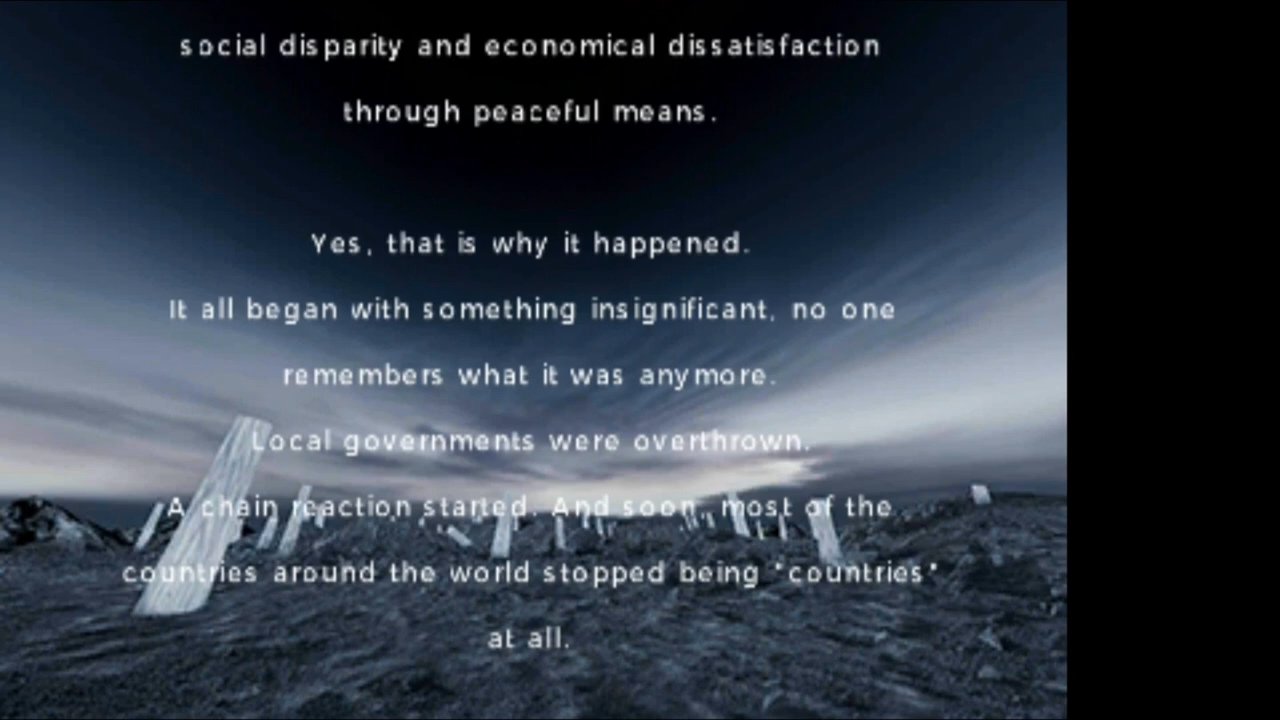 social disparity and economical dissatisfaction
through peaceful means.
Yes, that is why it happened.
It all began with something insignificant, no one
remembers what it was anymore.
Local governments were overthrown.
A chain reaction started. And soon, most of the
countries around the world stopped being "countries"
at all.